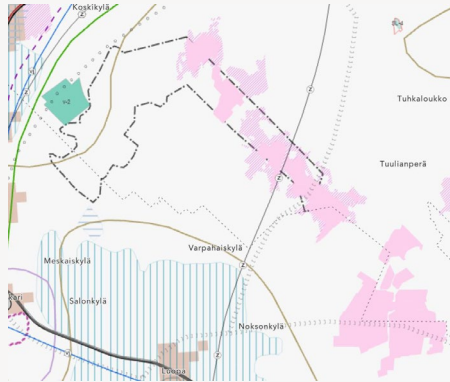 Koskikylä
Tuhkaloukko
Tuulianperä
Varpahaiskylä
Meskaiskylä
Salonkylä
Noksonkylä
Luopa
z
z
z
z
z